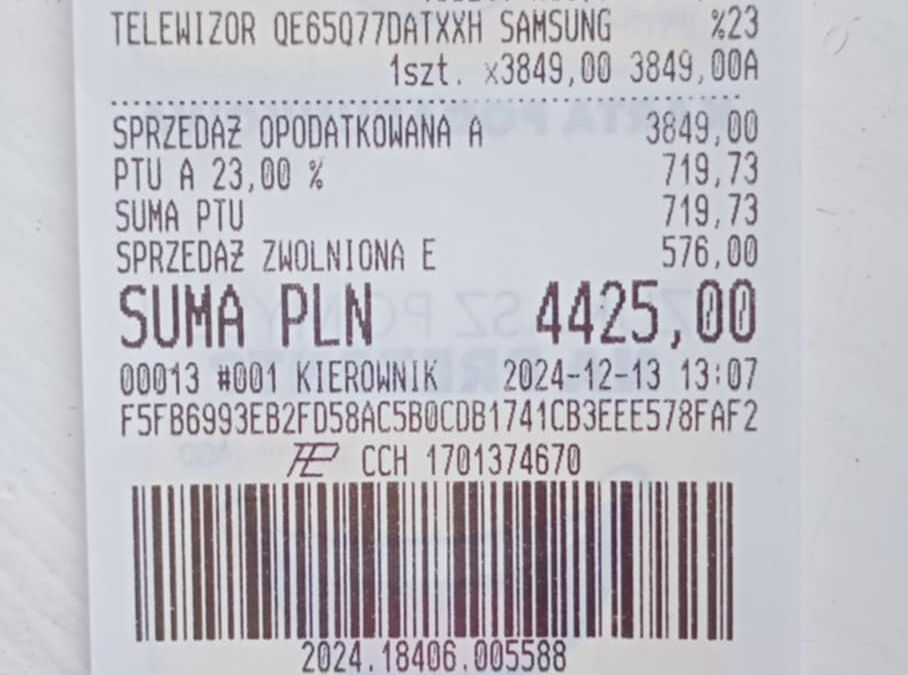 TELEWIZOR QE65Q77DATXXH SAMSUNG %23
1szt. x3849,00 3849,00A
SPRZEDAŻ OPODATKOWANA A 3849,00
PTU A 23,00 % 719,73
SUMA PTU 719,73
SPRZEDAŻ ZWOLNIONA E 576,00
SUMA PLN 4425,00
00013 #001 KIEROWNIK 2024-12-13 13:07
F5FB6993EB2FD58AC5B0CDB1741CB3EEE578FAF2
CCH 1701374670
2024.18406.005588